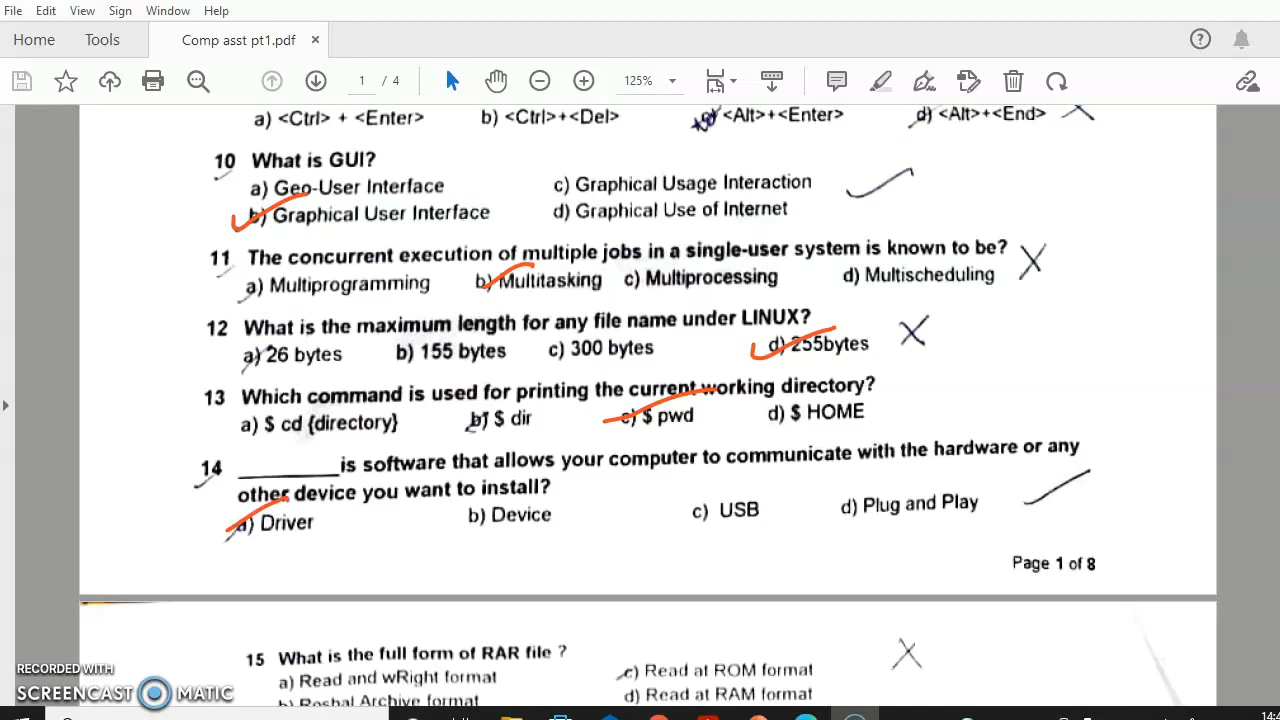 File Edit View Sign Window Help
Home Tools Comp asst pt1.pdf ×
1 / 4 125%
a) <Ctrl> + <Enter> b) <Ctrl>+<Del> <Alt>+<Enter> d) <Alt>+<End>
10 What is GUI?
a) Geo-User Interface c) Graphical Usage Interaction
b) Graphical User Interface d) Graphical Use of Internet
11 The concurrent execution of multiple jobs in a single-user system is known to be?
a) Multiprogramming b) Multitasking c) Multiprocessing d) Multischeduling
12 What is the maximum length for any file name under LINUX?
a) 26 bytes b) 155 bytes c) 300 bytes d) 255bytes
13 Which command is used for printing the current working directory?
a) $ cd {directory} b) $ dir c) $ pwd d) $ HOME
14 __________ is software that allows your computer to communicate with the hardware or any
other device you want to install?
a) Driver b) Device c) USB d) Plug and Play
Page 1 of 8
15 What is the full form of RAR file ?
a) Read and wRight format c) Read at ROM format
b) Roshal Archive format d) Read at RAM format
RECORDED WITH
SCREENCAST MATIC